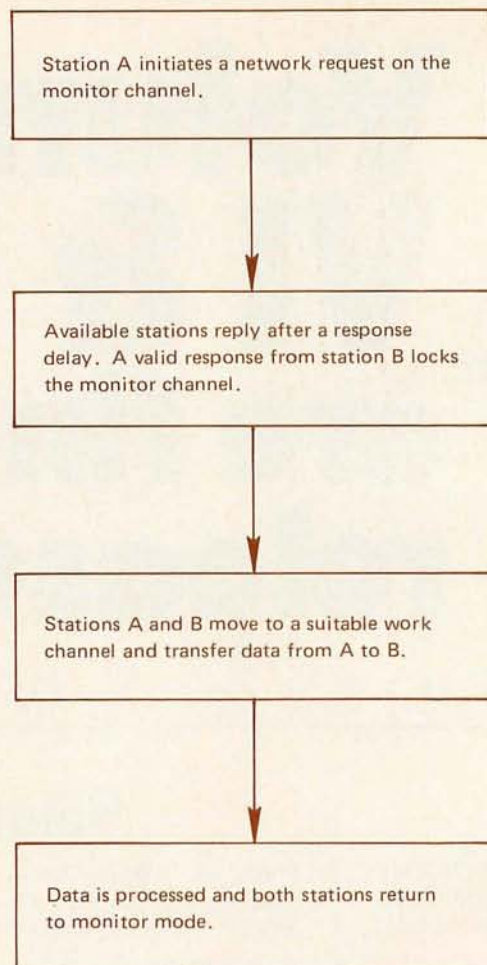 Station A initiates a network request on the
monitor channel.
Available stations reply after a response
delay. A valid response from station B locks
the monitor channel.
Stations A and B move to a suitable work
channel and transfer data from A to B.
Data is processed and both stations return
to monitor mode.